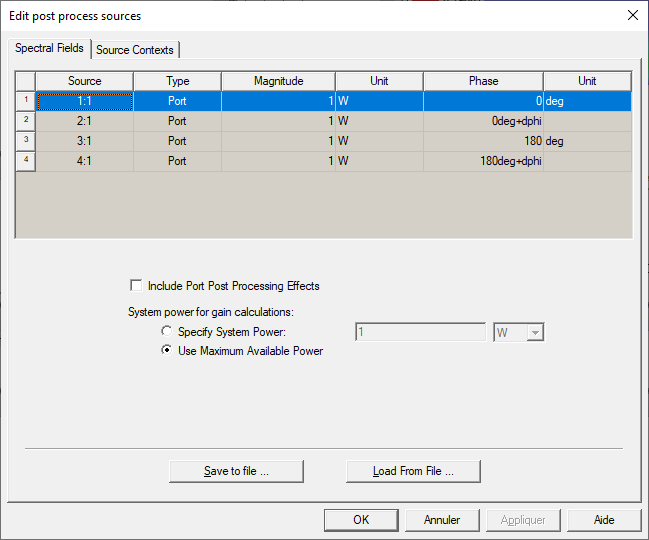 Edit post process sources
Spectral Fields Source Contexts
Source Type Magnitude Unit Phase Unit
1 1:1 Port 1 W 0 deg
2 2:1 Port 1 W 0deg+dphi
3 3:1 Port 1 W 180 deg
4 4:1 Port 1 W 180deg+dphi
Include Port Post Processing Effects
System power for gain calculations:
Specify System Power: 1 W
Use Maximum Available Power
Save to file ... Load From File ...
OK Annuler Appliquer Aide